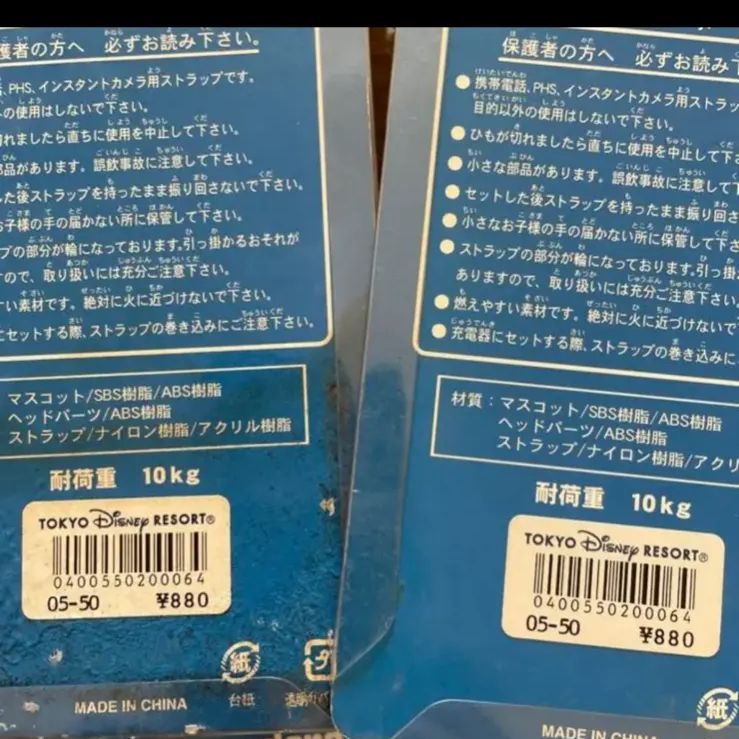 護者の方へ 必ずお読み下さい。
PHS、インスタントカメラ用ストラップです。
の使用はしないで下さい。
切れましたら直ちに使用を中止して下さい。
部品があります。誤飲事故に注意して下さい。
した後ストラップを持ったまま振り回さないで下さい。
お子様の手の届かない所に保管して下さい。
プの部分が輪になっております。引っ掛かるおそれが
ので、取り扱いには充分ご注意下さい。
すい素材です。絶対に火に近づけないで下さい。
にセットする際、ストラップの巻き込みにご注意下さい。
マスコット/SBS樹脂/ABS樹脂
ヘッドパーツ/ABS樹脂
ストラップ/ナイロン樹脂/アクリル樹脂
耐荷重 10kg
TOKYO Disney RESORT®
0400550200064
05-50 ¥880
紙
台紙
プ
MADE IN CHINA
保護者の方へ 必ずお読み下
●携帯電話、PHS、インスタントカメラ用ストラップ
目的以外の使用はしないで下さい。
●ひもが切れましたら直ちに使用を中止して下さ
●小さな部品があります。誤飲事故に注意して下
●セットした後ストラップを持ったまま振り回さ
●小さなお子様の手の届かない所に保管して下さ
●ストラップの部分が輪になっております。引っ掛
ありますので、取り扱いには充分ご注意下さい。
●燃えやすい素材です。絶対に火に近づけないで
●充電器にセットする際、ストラップの巻き込みに
材質:マスコット/SBS樹脂/ABS樹脂
ヘッドパーツ/ABS樹脂
ストラップ/ナイロン樹脂/アクリ
耐荷重 10kg
TOKYO Disney RESORT®
0400550200064
05-50 ¥880
紙
MADE IN CHINA